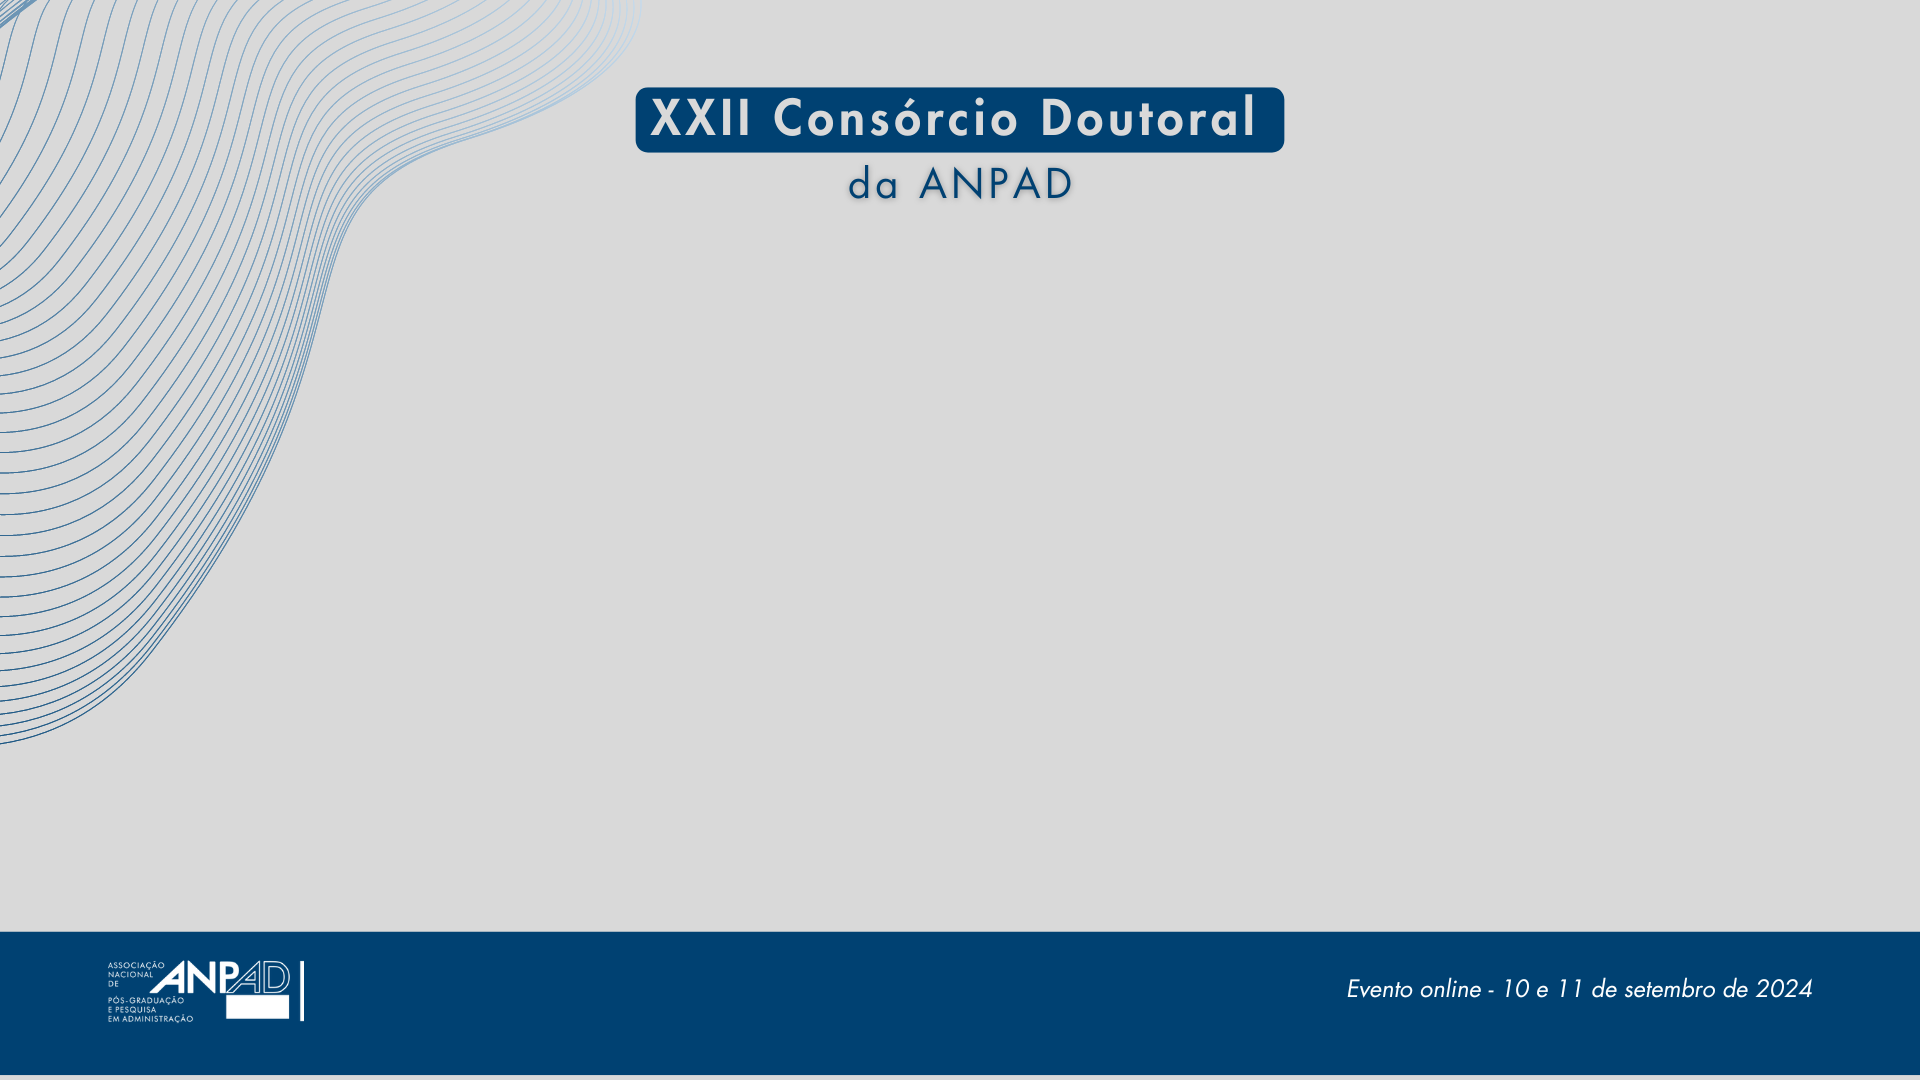 XXII Consórcio Doutoral
da ANPAD
ASSOCIAÇÃO
NACIONAL
DE
ANPAD
PÓS-GRADUAÇÃO
E PESQUISA
EM ADMINISTRAÇÃO
Evento online - 10 e 11 de setembro de 2024